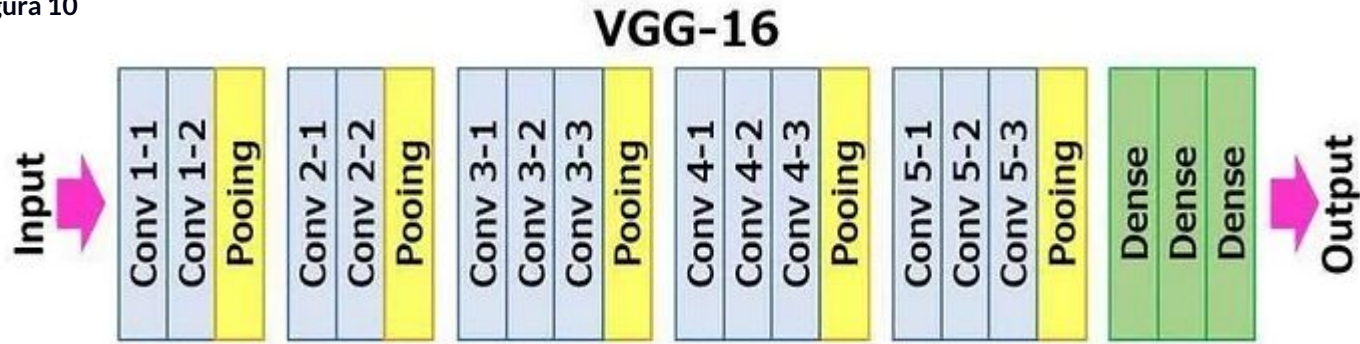 gura 10
VGG-16
Input
Conv 1-1
Conv 1-2
Pooing
Conv 2-1
Conv 2-2
Pooing
Conv 3-1
Conv 3-2
Conv 3-3
Pooing
Conv 4-1
Conv 4-2
Conv 4-3
Pooing
Conv 5-1
Conv 5-2
Conv 5-3
Pooing
Dense
Dense
Dense
Output